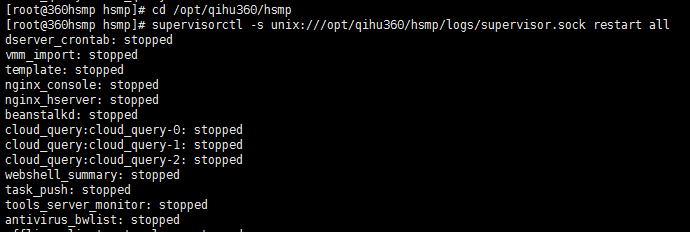 [root@360hsmp hsmp]# cd /opt/qihu360/hsmp
[root@360hsmp hsmp]# supervisorctl -s unix:///opt/qihu360/hsmp/logs/supervisor.sock restart all
dserver_crontab: stopped
vmm_import: stopped
template: stopped
nginx_console: stopped
nginx_hserver: stopped
beanstalkd: stopped
cloud_query:cloud_query-0: stopped
cloud_query:cloud_query-1: stopped
cloud_query:cloud_query-2: stopped
webshell_summary: stopped
task_push: stopped
tools_server_monitor: stopped
antivirus_bwlist: stopped